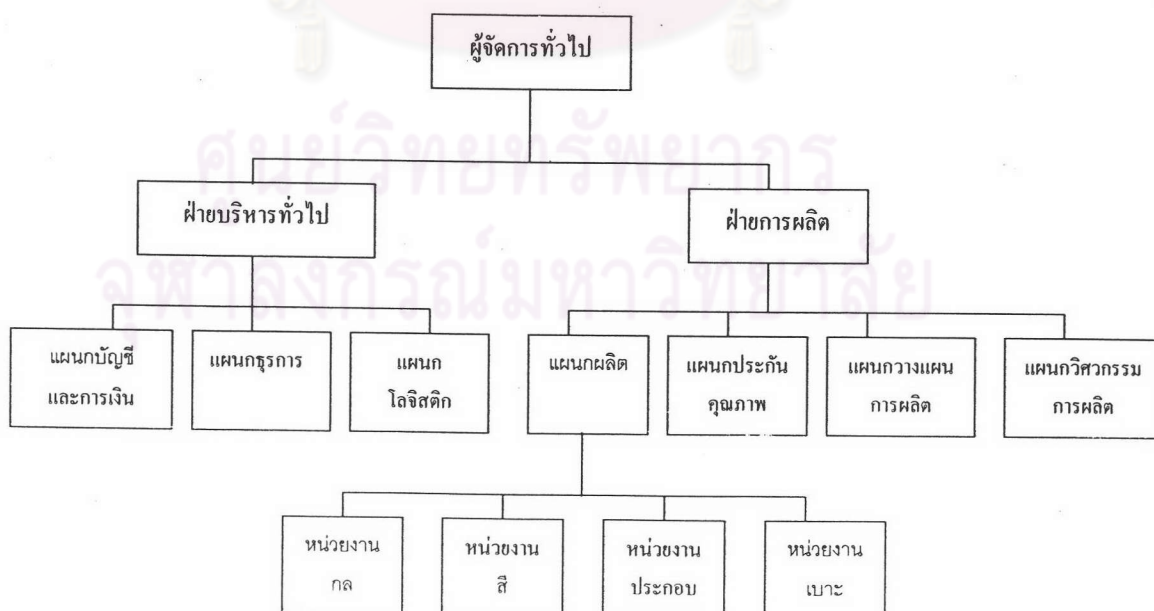 ผู้จัดการทั่วไป
ศูนย์วิทยทรัพยากร
ฝ่ายบริหารทั่วไป
ฝ่ายการผลิต
จุฬาลงกรณ์มหาวิทยาลัย
แผนกบัญชี
และการเงิน
แผนกธุรการ
แผนก
โลจิสติก
แผนกผลิต
แผนกประกัน
คุณภาพ
แผนกวางแผน
การผลิต
แผนกวิศวกรรม
การผลิต
หน่วยงาน
กล
หน่วยงาน
สี
หน่วยงาน
ประกอบ
หน่วยงาน
เบาะ